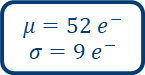 μ = 52 e⁻
σ = 9 e⁻